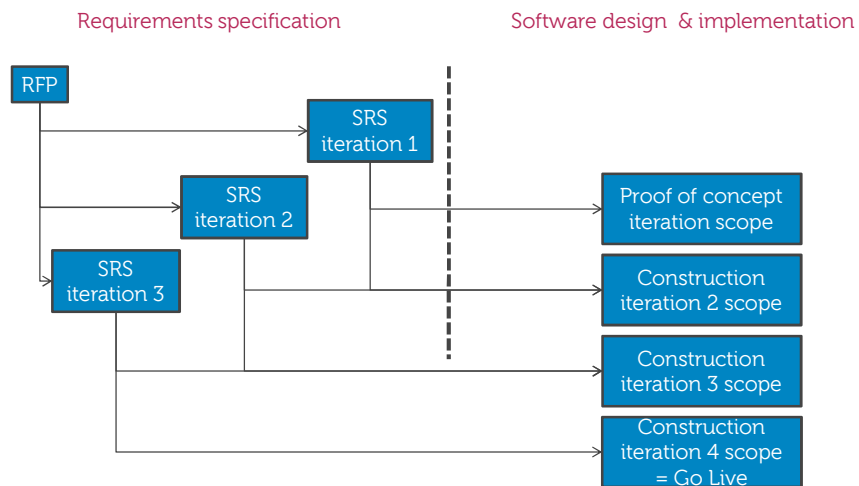 Requirements specification
Software design & implementation
RFP
SRS
iteration 1
SRS
iteration 2
SRS
iteration 3
Proof of concept
iteration scope
Construction
iteration 2 scope
Construction
iteration 3 scope
Construction
iteration 4 scope
= Go Live